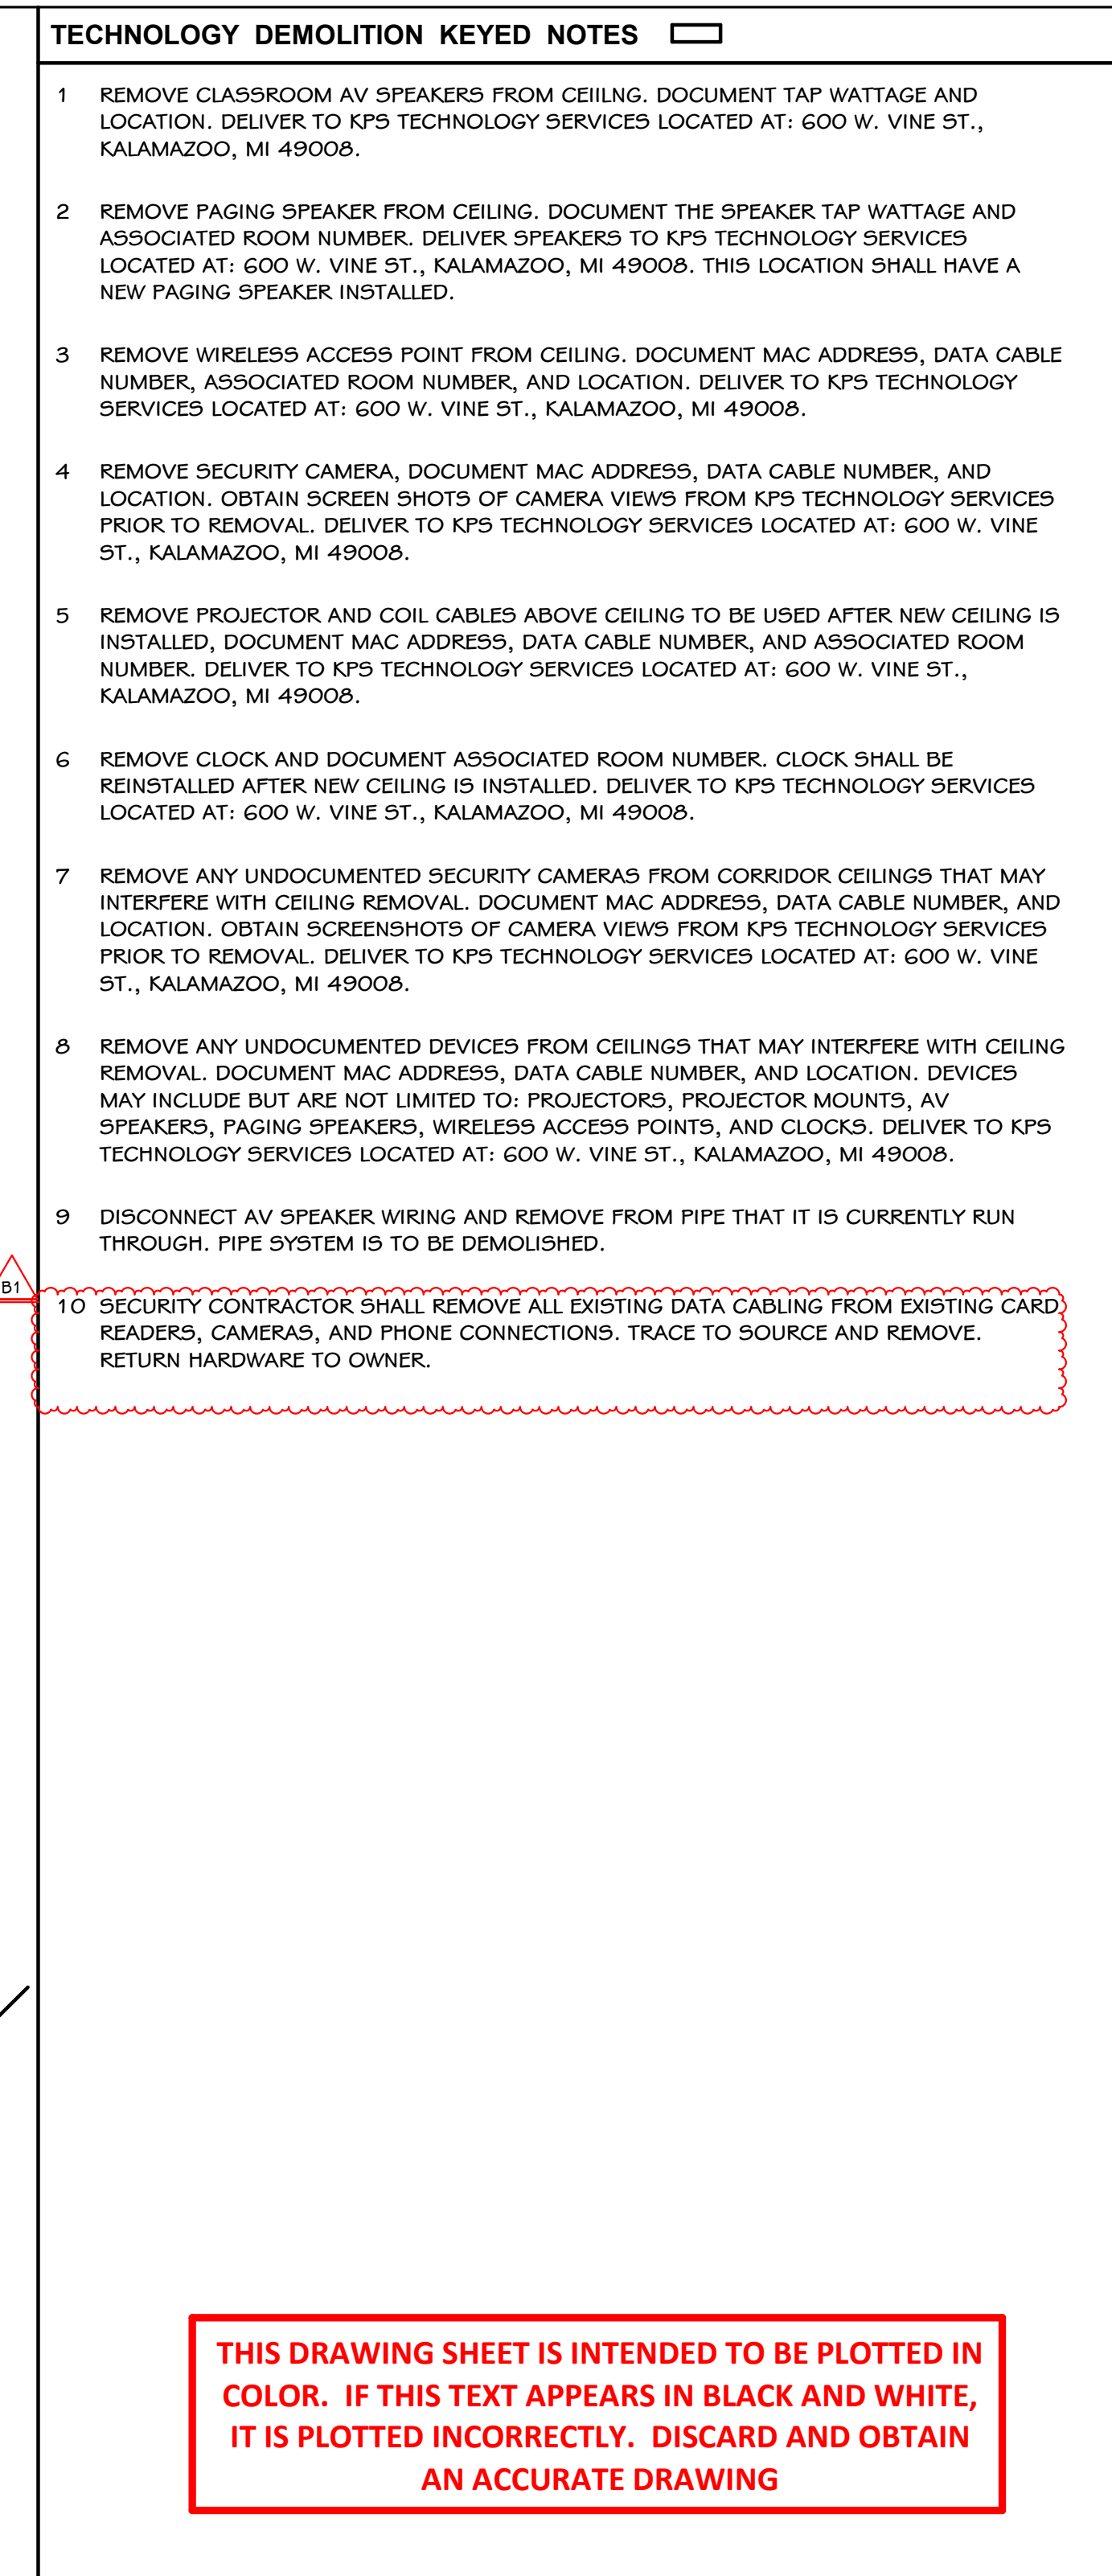 TECHNOLOGY DEMOLITION KEYED NOTES
1 REMOVE CLASSROOM AV SPEAKERS FROM CEIILNG. DOCUMENT TAP WATTAGE AND
LOCATION. DELIVER TO KPS TECHNOLOGY SERVICES LOCATED AT: 600 W. VINE ST.,
KALAMAZOO, MI 49008.
2 REMOVE PAGING SPEAKER FROM CEILING. DOCUMENT THE SPEAKER TAP WATTAGE AND
ASSOCIATED ROOM NUMBER. DELIVER SPEAKERS TO KPS TECHNOLOGY SERVICES
LOCATED AT: 600 W. VINE ST., KALAMAZOO, MI 49008. THIS LOCATION SHALL HAVE A
NEW PAGING SPEAKER INSTALLED.
3 REMOVE WIRELESS ACCESS POINT FROM CEILING. DOCUMENT MAC ADDRESS, DATA CABLE
NUMBER, ASSOCIATED ROOM NUMBER, AND LOCATION. DELIVER TO KPS TECHNOLOGY
SERVICES LOCATED AT: 600 W. VINE ST., KALAMAZOO, MI 49008.
4 REMOVE SECURITY CAMERA, DOCUMENT MAC ADDRESS, DATA CABLE NUMBER, AND
LOCATION. OBTAIN SCREEN SHOTS OF CAMERA VIEWS FROM KPS TECHNOLOGY SERVICES
PRIOR TO REMOVAL. DELIVER TO KPS TECHNOLOGY SERVICES LOCATED AT: 600 W. VINE
ST., KALAMAZOO, MI 49008.
5 REMOVE PROJECTOR AND COIL CABLES ABOVE CEILING TO BE USED AFTER NEW CEILING IS
INSTALLED, DOCUMENT MAC ADDRESS, DATA CABLE NUMBER, AND ASSOCIATED ROOM
NUMBER. DELIVER TO KPS TECHNOLOGY SERVICES LOCATED AT: 600 W. VINE ST.,
KALAMAZOO, MI 49008.
6 REMOVE CLOCK AND DOCUMENT ASSOCIATED ROOM NUMBER. CLOCK SHALL BE
REINSTALLED AFTER NEW CEILING IS INSTALLED. DELIVER TO KPS TECHNOLOGY SERVICES
LOCATED AT: 600 W. VINE ST., KALAMAZOO, MI 49008.
7 REMOVE ANY UNDOCUMENTED SECURITY CAMERAS FROM CORRIDOR CEILINGS THAT MAY
INTERFERE WITH CEILING REMOVAL. DOCUMENT MAC ADDRESS, DATA CABLE NUMBER, AND
LOCATION. OBTAIN SCREENSHOTS OF CAMERA VIEWS FROM KPS TECHNOLOGY SERVICES
PRIOR TO REMOVAL. DELIVER TO KPS TECHNOLOGY SERVICES LOCATED AT: 600 W. VINE
ST., KALAMAZOO, MI 49008.
8 REMOVE ANY UNDOCUMENTED DEVICES FROM CEILINGS THAT MAY INTERFERE WITH CEILING
REMOVAL. DOCUMENT MAC ADDRESS, DATA CABLE NUMBER, AND LOCATION. DEVICES
MAY INCLUDE BUT ARE NOT LIMITED TO: PROJECTORS, PROJECTOR MOUNTS, AV
SPEAKERS, PAGING SPEAKERS, WIRELESS ACCESS POINTS, AND CLOCKS. DELIVER TO KPS
TECHNOLOGY SERVICES LOCATED AT: 600 W. VINE ST., KALAMAZOO, MI 49008.
9 DISCONNECT AV SPEAKER WIRING AND REMOVE FROM PIPE THAT IT IS CURRENTLY RUN
THROUGH. PIPE SYSTEM IS TO BE DEMOLISHED.
B1
10 SECURITY CONTRACTOR SHALL REMOVE ALL EXISTING DATA CABLING FROM EXISTING CARD
READERS, CAMERAS, AND PHONE CONNECTIONS. TRACE TO SOURCE AND REMOVE.
RETURN HARDWARE TO OWNER.
THIS DRAWING SHEET IS INTENDED TO BE PLOTTED IN
COLOR. IF THIS TEXT APPEARS IN BLACK AND WHITE,
IT IS PLOTTED INCORRECTLY. DISCARD AND OBTAIN
AN ACCURATE DRAWING